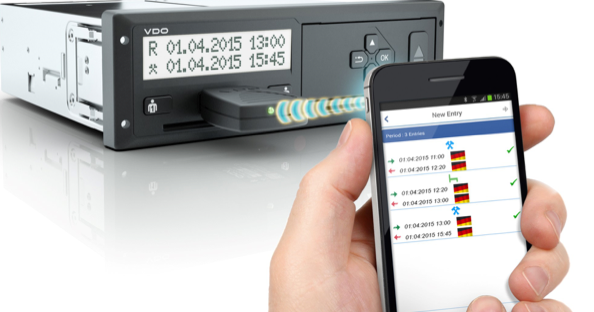 VDO
R 01.04.2015 13:00
01.04.2015 15:45
OK
15:45
New Entry
Period : 3 Entries
01:04:2015 11:00
01:04:2015 12:20
01:04:2015 12:20
01:04:2015 13:00
01:04:2015 13:00
01:04:2015 15:45